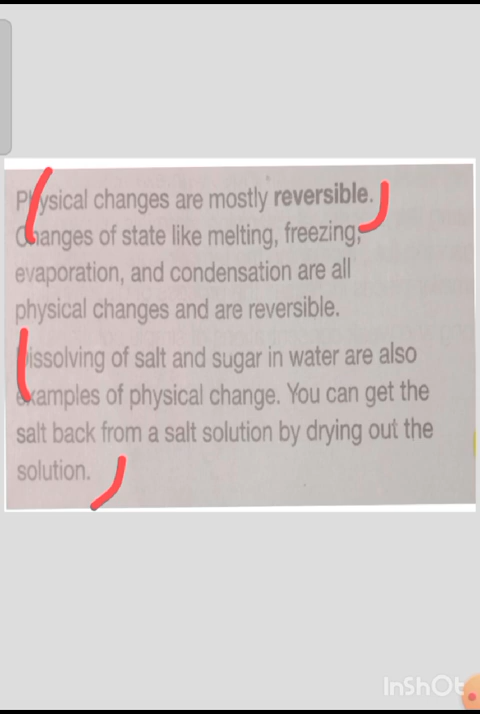 Physical changes are mostly reversible.
Changes of state like melting, freezing,
evaporation, and condensation are all
physical changes and are reversible.
Dissolving of salt and sugar in water are also
examples of physical change. You can get the
salt back from a salt solution by drying out the
solution.
InShOt